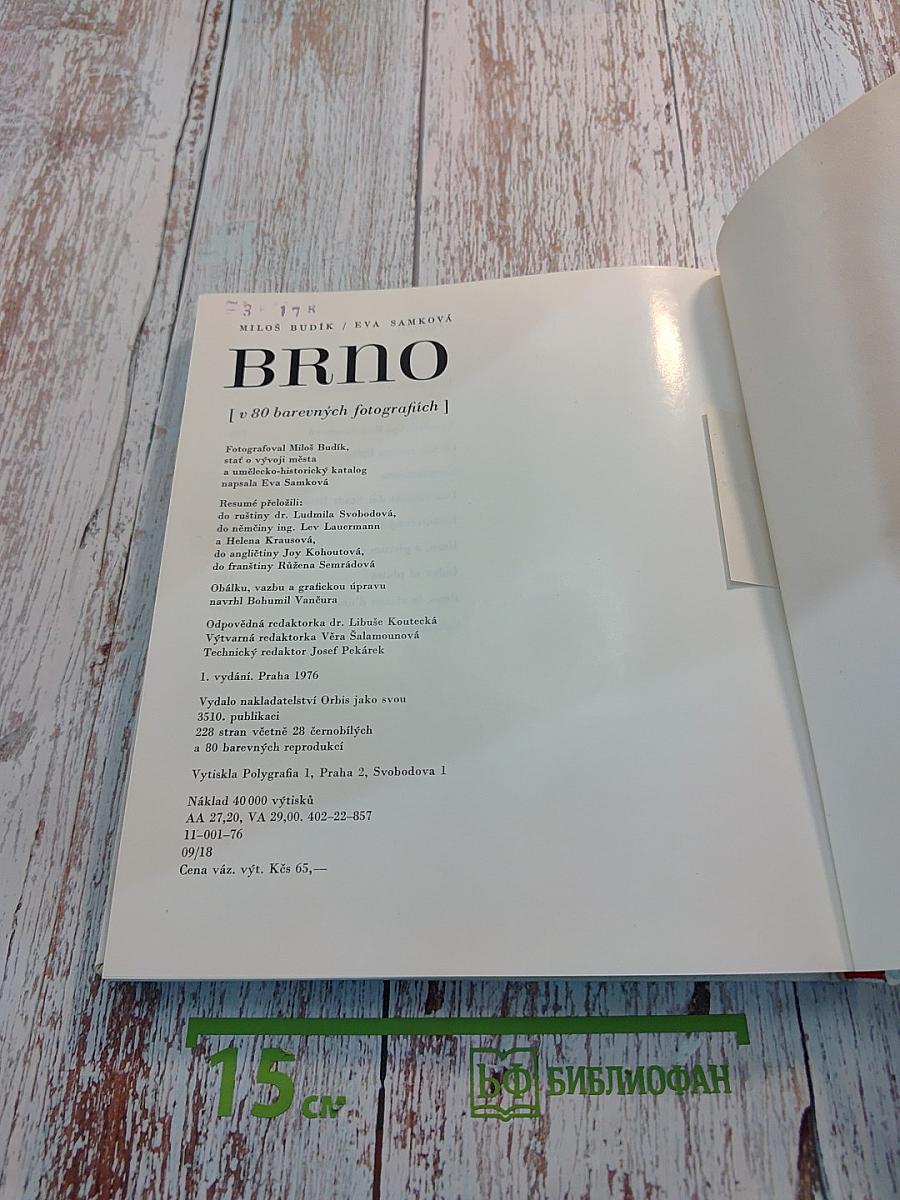 MILOŠ BUDÍK / EVA SAMKOVÁ
BRNO
[ v 80 barevných fotografiích ]
Fotografoval Miloš Budík,
stať o vývoji města
a umělecko-historický katalog
napsala Eva Samková
Resumé přeložili:
do ruštiny dr. Ludmila Svobodová,
do němčiny ing. Lev Lauermann
a Helena Krausová,
do angličtiny Joy Kohoutová,
do franštiny Růžena Semrádová
Obálku, vazbu a grafickou úpravu
navrhl Bohumil Vančura
Odpovědná redaktorka dr. Libuše Koutecká
Výtvarná redaktorka Věra Šalamounová
Technický redaktor Josef Pekárek
1. vydání. Praha 1976
Vydalo nakladatelství Orbis jako svou
3510. publikaci
228 stran včetně 28 černobílých
a 80 barevných reprodukcí
Vytiskla Polygrafia 1, Praha 2, Svobodova 1
Náklad 40 000 výtisků
AA 27,20, VA 29,00. 402–22–857
11–001–76
09/18
Cena váz. výt. Kčs 65,—
15 см
БФ БИБЛИОФАН